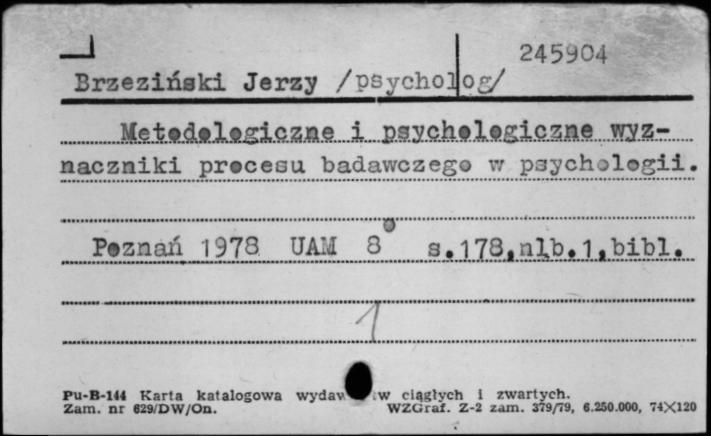 245904
Brzeziński Jerzy /psycholog/
Metodologiczne i psychologiczne wyz-
naczniki procesu badawczego w psychologii.
Poznań 1978 UAM 8° s.178,nlb.1,bibl.
1
Pu-B-144 Karta katalogowa wydaw w ciągłych i zwartych.
Zam. nr 629/DW/On. WZGraf. Z-2 zam. 379/79, 6.250.000, 74×120